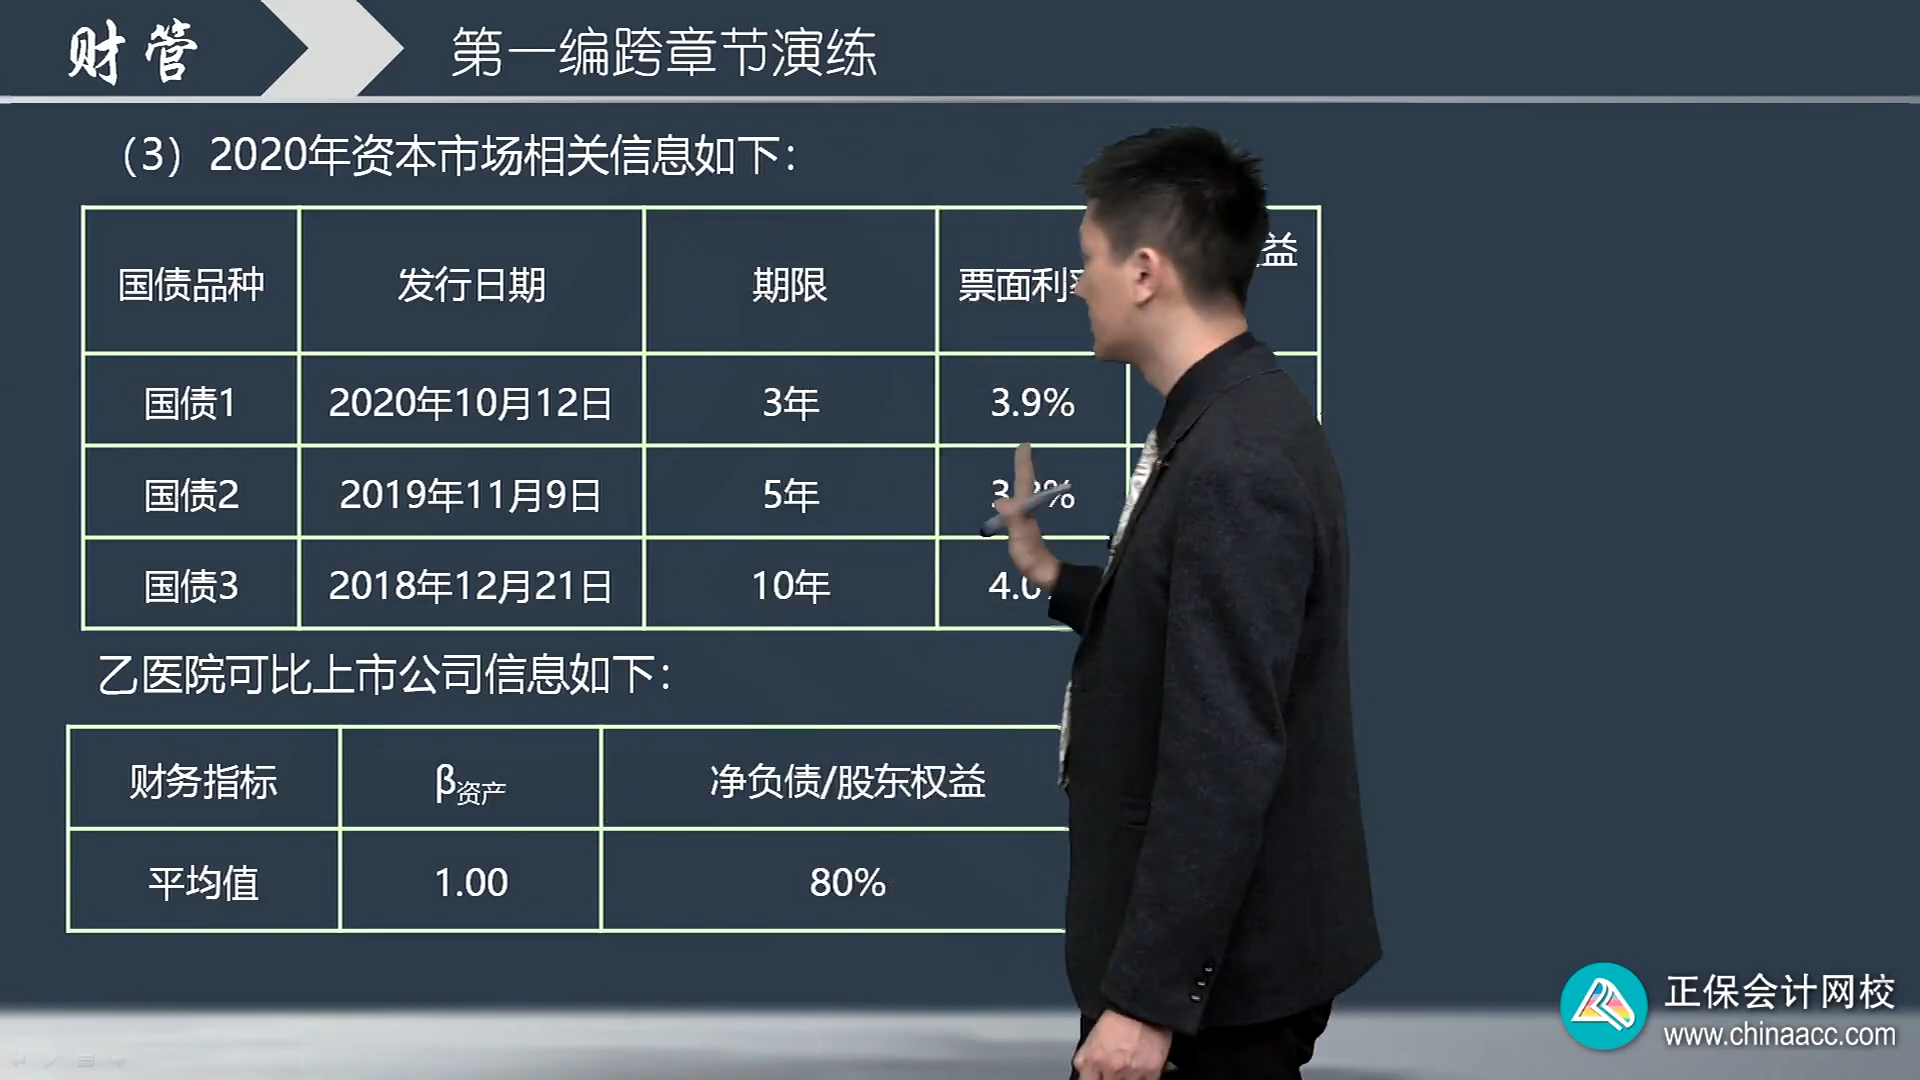 财管
第一编跨章节演练
（3）2020年资本市场相关信息如下：
国债品种 发行日期 期限 票面利 益
国债1 2020年10月12日 3年 3.9%
国债2 2019年11月9日 5年
国债3 2018年12月21日 10年 4.0
乙医院可比上市公司信息如下：
财务指标 β资产 净负债/股东权益
平均值 1.00 80%
正保会计网校
www.chinaacc.com